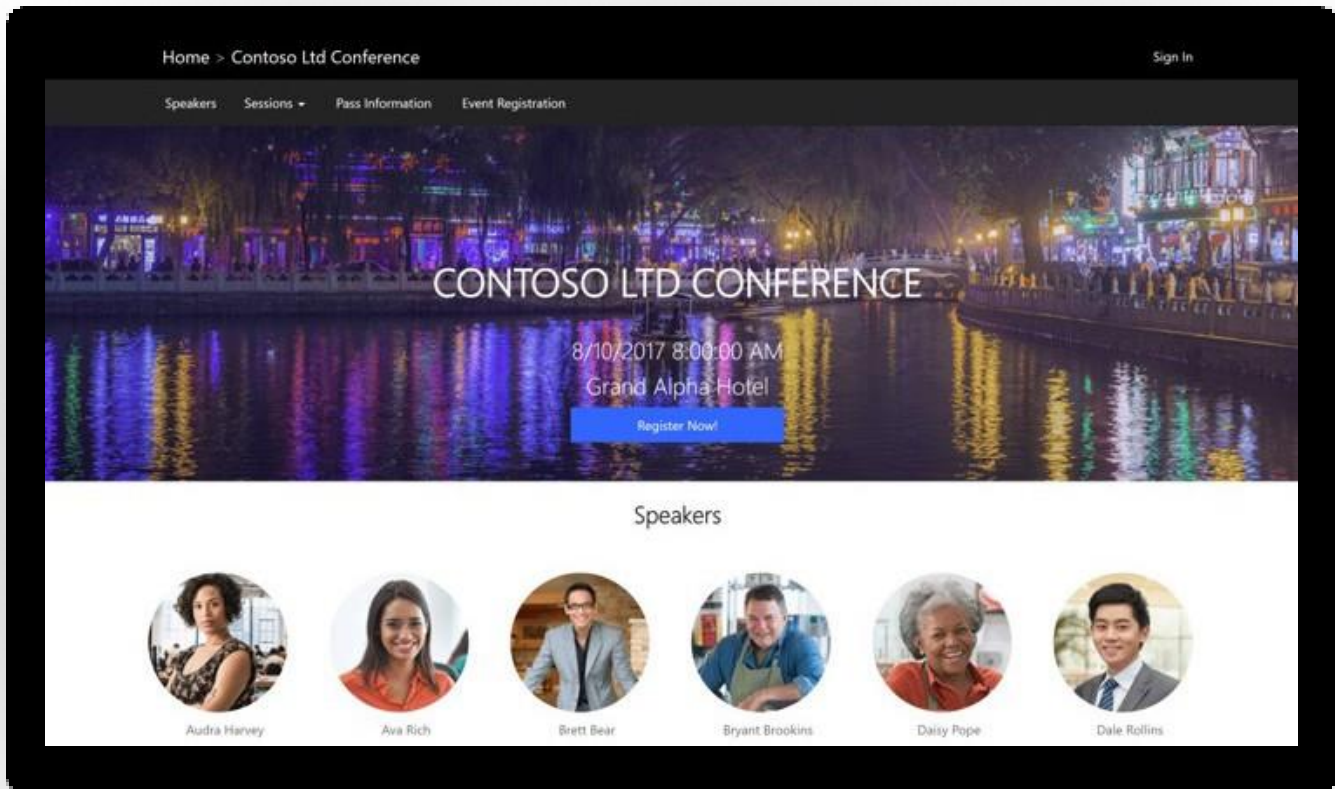 Home > Contoso Ltd Conference
Sign In
Speakers Sessions Pass Information Event Registration
CONTOSO LTD CONFERENCE
8/10/2017 8:00:00 AM
Grand Alpha Hotel
Register Now!
Speakers
Audra Harvey
Ava Rich
Brett Bear
Bryant Brookins
Daisy Pope
Dale Rollins